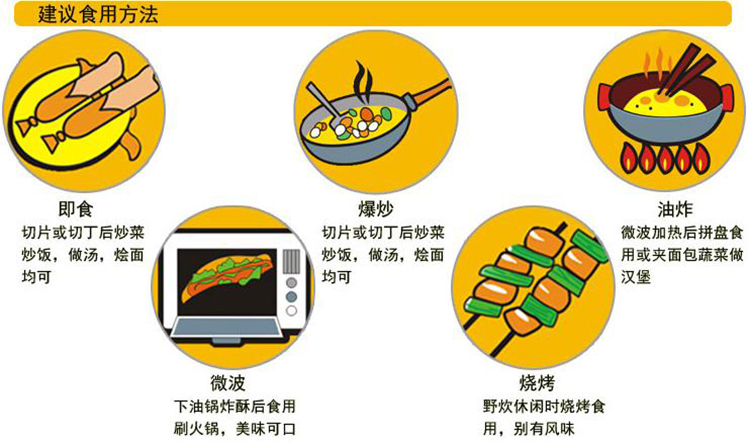 建议食用方法
即食
切片或切丁后炒菜
炒饭，做汤，烩面
均可
爆炒
切片或切丁后炒菜
炒饭，做汤，烩面
均可
油炸
微波加热后拼盘食
用或夹面包蔬菜做
汉堡
微波
下油锅炸酥后食用
刷火锅，美味可口
烧烤
野炊休闲时烧烤食
用，别有风味